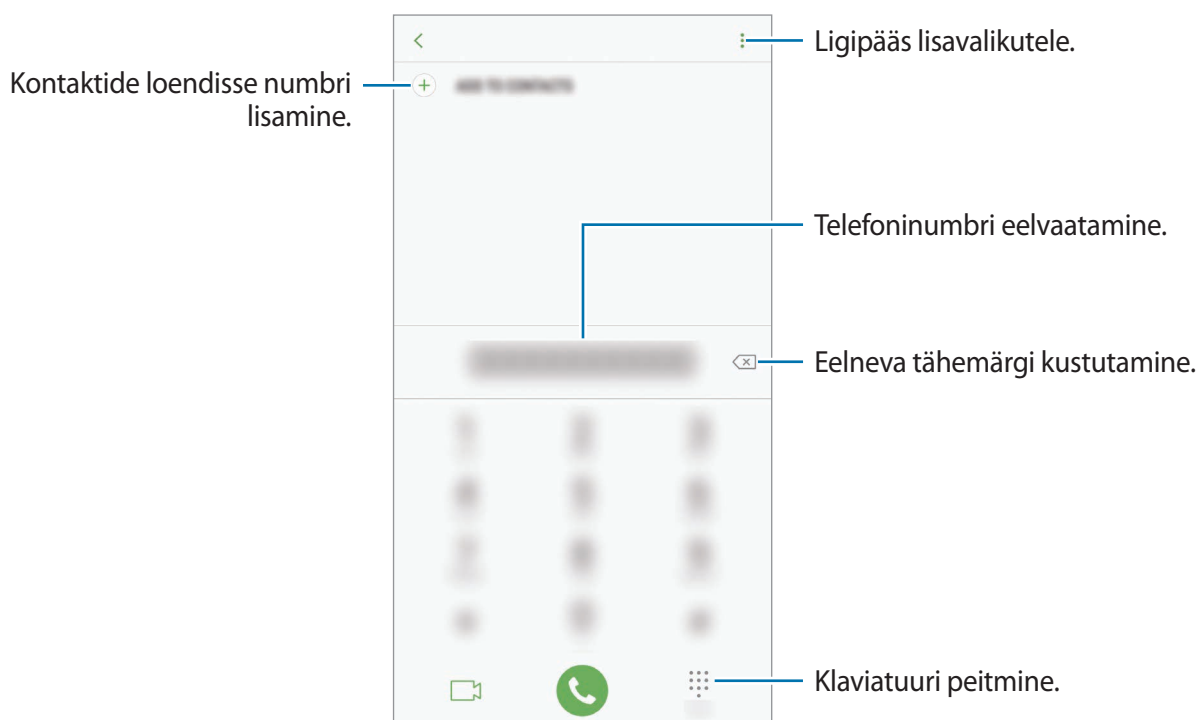 Ligipääs lisavalikutele.
Kontaktide loendisse numbri
lisamine.
ADD TO CONTACTS
Telefoninumbri eelvaatamine.
Eelneva tähemärgi kustutamine.
Klaviatuuri peitmine.